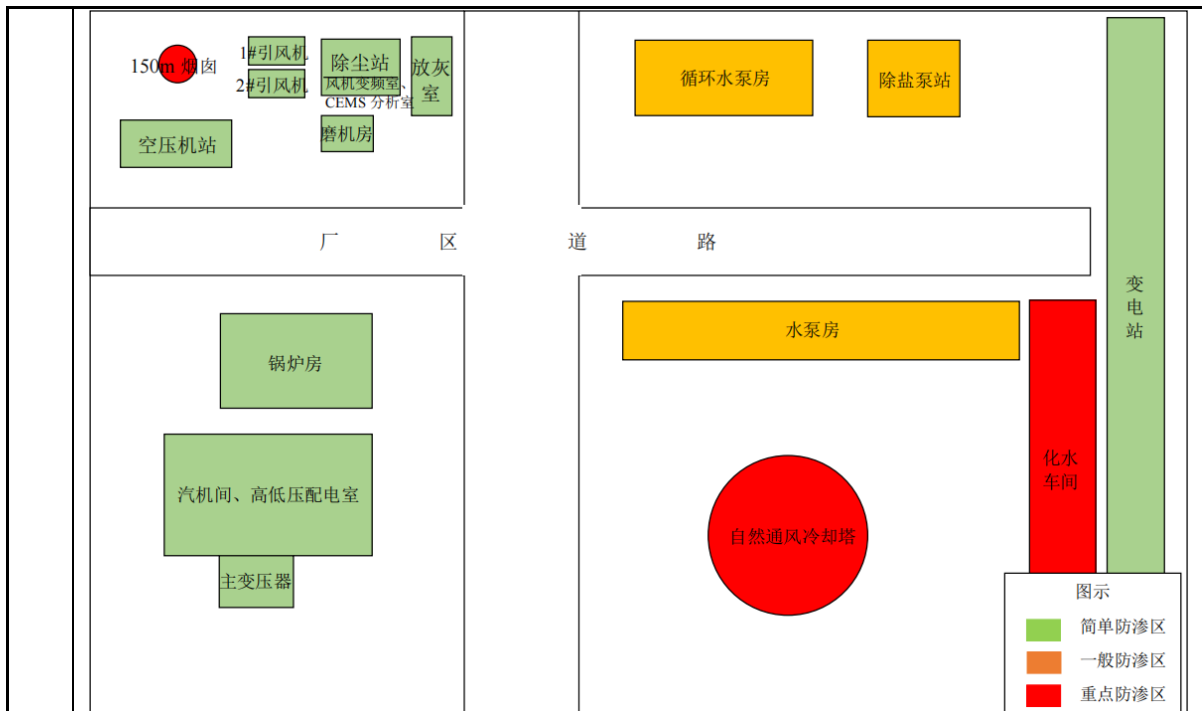 150m 烟囱
1#引风机
2#引风机
除尘站
风机变频室、
CEMS 分析室
放灰
室
磨机房
空压机站
循环水泵房
除盐泵站
厂区道路
变
电
站
锅炉房
水泵房
汽机间、高低压配电室
主变压器
自然通风冷却塔
化水
车间
图示
简单防渗区
一般防渗区
重点防渗区